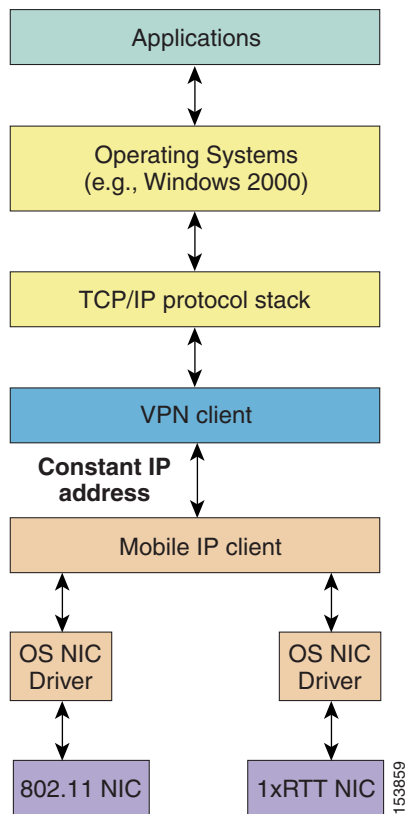 Applications
Operating Systems
(e.g., Windows 2000)
TCP/IP protocol stack
VPN client
Constant IP
address
Mobile IP client
OS NIC
Driver
OS NIC
Driver
802.11 NIC
1xRTT NIC
153859